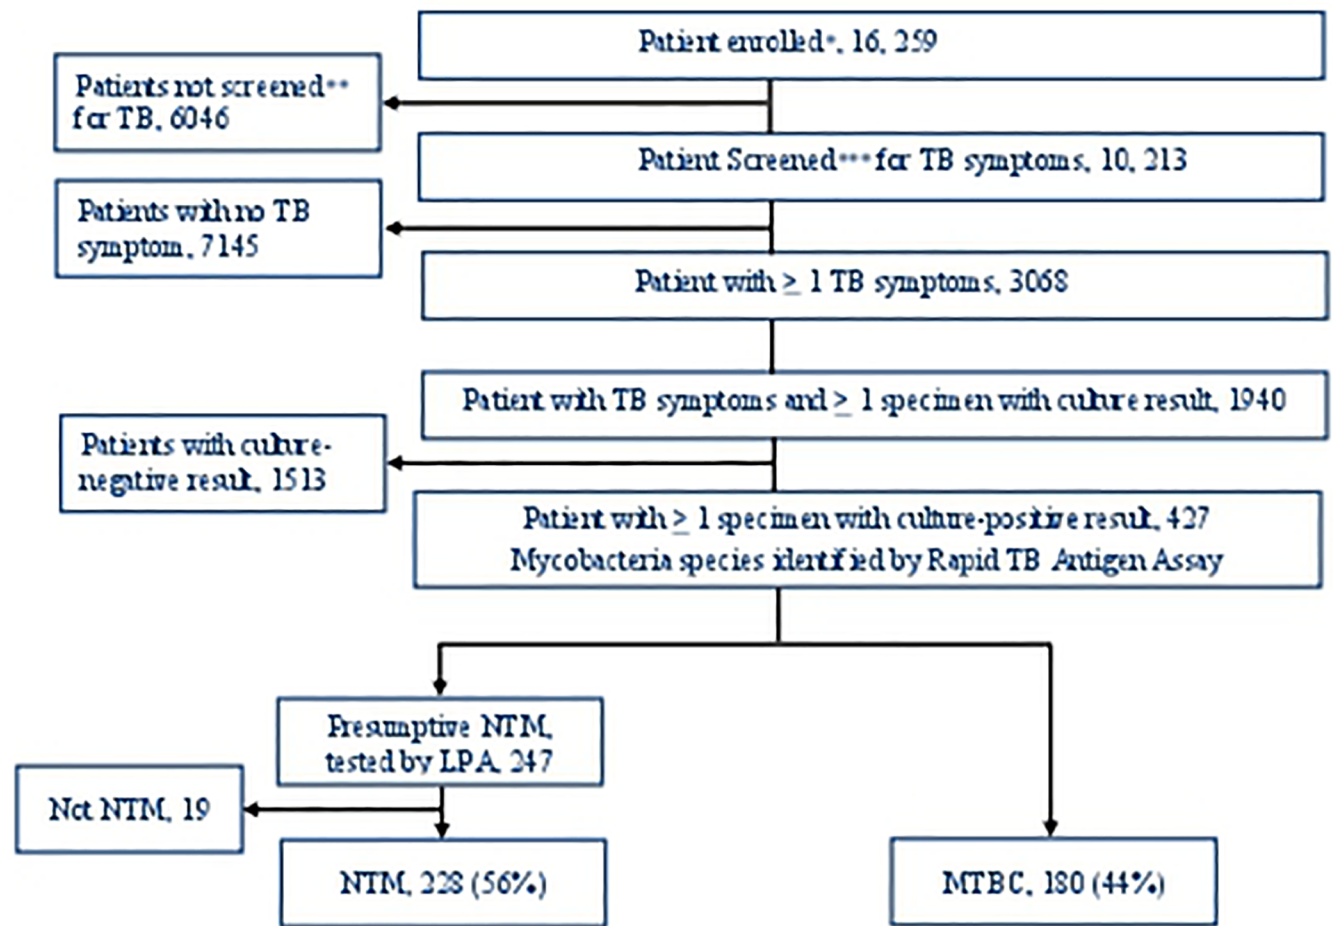 Patient enrolled*, 16, 259
Patients not screened**
for TB, 6046
Patient Screened*** for TB symptoms, 10, 213
Patients with no TB
symptom, 7145
Patient with ≥ 1 TB symptoms, 3068
Patient with TB symptoms and ≥ 1 specimen with culture result, 1940
Patients with culture-
negative result, 1513
Patient with ≥ 1 specimen with culture-positive result, 427
Mycobacteria species identified by Rapid TB Antigen Assay
Presumptive NTM,
tested by LPA, 247
Not NTM, 19
NTM, 228 (56%)
MTBC, 180 (44%)